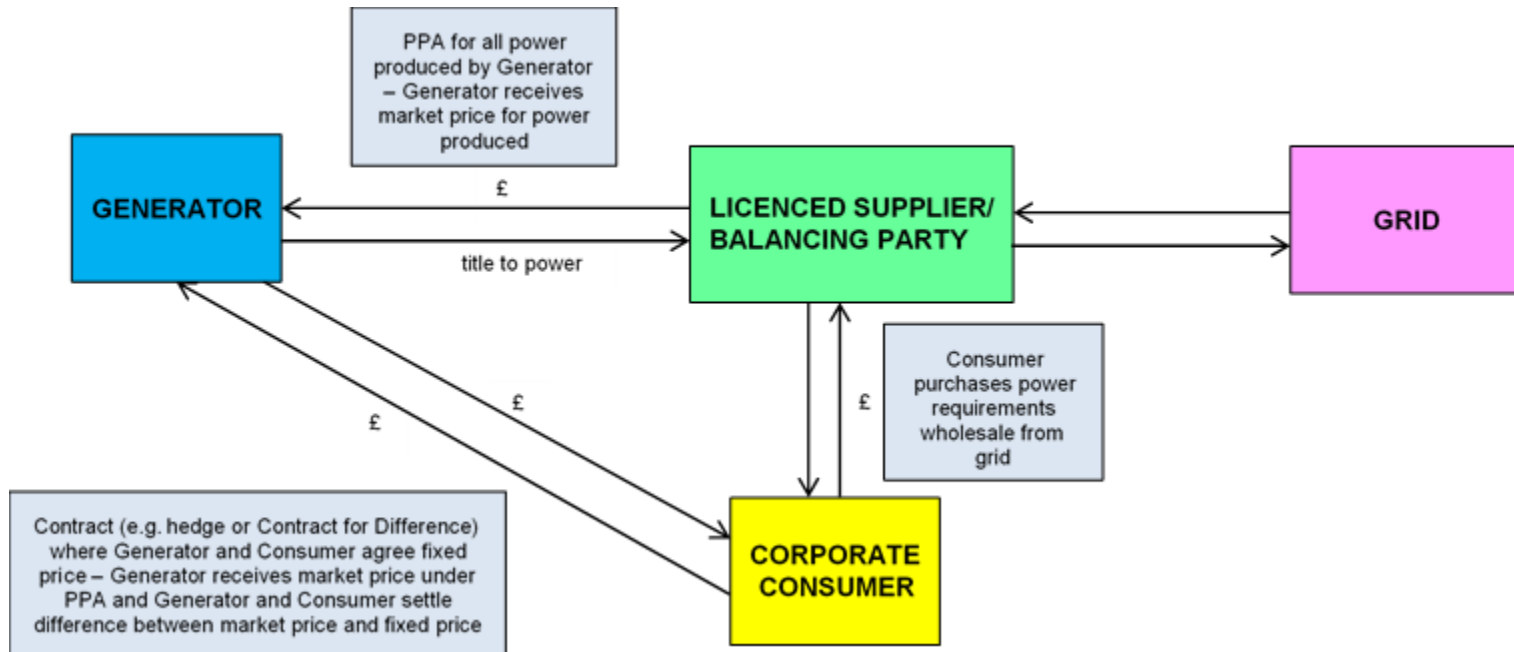 PPA for all power
produced by Generator
– Generator receives
market price for power
produced
GENERATOR
£
LICENCED SUPPLIER/
BALANCING PARTY
GRID
title to power
£
£
£
Consumer
purchases power
requirements
wholesale from
grid
Contract (e.g. hedge or Contract for Difference)
where Generator and Consumer agree fixed
price – Generator receives market price under
PPA and Generator and Consumer settle
difference between market price and fixed price
CORPORATE
CONSUMER